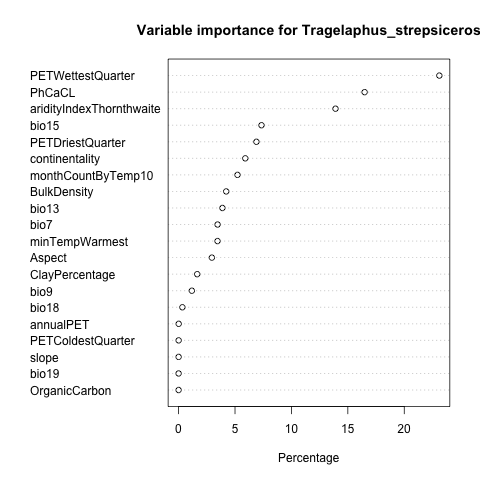 Variable importance for Tragelaphus_strepsiceros
PETWettestQuarter
PhCaCL
aridityIndexThornthwaite
bio15
PETDriestQuarter
continentality
monthCountByTemp10
BulkDensity
bio13
bio7
minTempWarmest
Aspect
ClayPercentage
bio9
bio18
annualPET
PETColdestQuarter
slope
bio19
OrganicCarbon
0 5 10 15 20
Percentage